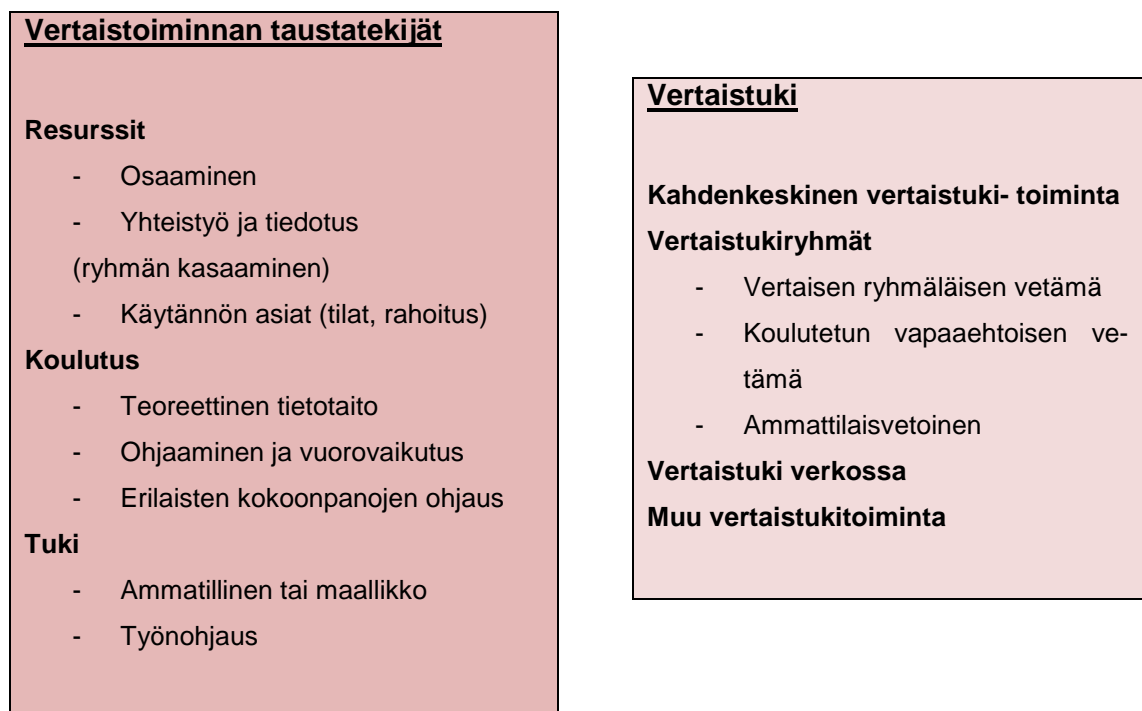 Vertaistoiminnan taustatekijät
Resurssit
- Osaaminen
- Yhteistyö ja tiedotus
(ryhmän kasaaminen)
- Käytännön asiat (tilat, rahoitus)
Koulutus
- Teoreettinen tietotaito
- Ohjaaminen ja vuorovaikutus
- Erilaisten kokoonpanojen ohjaus
Tuki
- Ammatillinen tai maallikko
- Työnohjaus
Vertaistuki
Kahdenkeskinen vertaistuki- toiminta
Vertaistukiryhmät
- Vertaisen ryhmäläisen vetämä
- Koulutetun vapaaehtoisen ve-
tämä
- Ammattilaisvetoinen
Vertaistuki verkossa
Muu vertaistukitoiminta